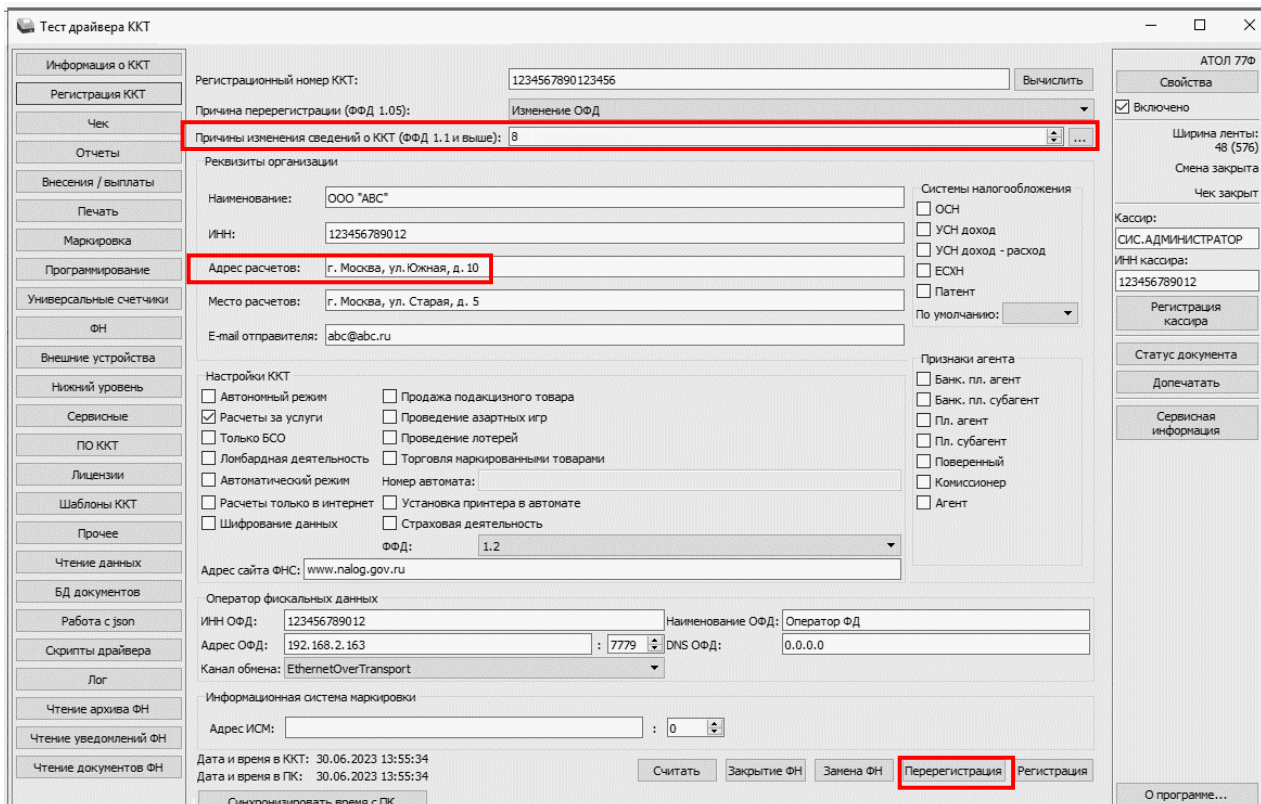 Тест драйвера ККТ
Информация о ККТ
Регистрация ККТ
Чек
Отчеты
Внесения / выплаты
Печать
Маркировка
Программирование
Универсальные счетчики
ФН
Внешние устройства
Нижний уровень
Сервисные
ПО ККТ
Лицензии
Шаблоны ККТ
Прочее
Чтение данных
БД документов
Работа с json
Скрипты драйвера
Лог
Чтение архива ФН
Чтение уведомлений ФН
Чтение документов ФН
Регистрационный номер ККТ: 1234567890123456 Вычислить
Причина перерегистрации (ФФД 1.05): Изменение ОФД
Причины изменения сведений о ККТ (ФФД 1.1 и выше): 8 ...
Реквизиты организации
Наименование: ООО "АВС"
ИНН: 123456789012
Адрес расчетов: г. Москва, ул. Южная, д. 10
Место расчетов: г. Москва, ул. Старая, д. 5
E-mail отправителя: abc@abc.ru
Системы налогообложения
ОСН
УСН доход
УСН доход - расход
ЕСХН
Патент
По умолчанию:
Настройки ККТ
Автономный режим Продажа подакцизного товара
Расчеты за услуги Проведение азартных игр
Только БСО Проведение лотерей
Ломбардная деятельность Торговля маркированными товарами
Автоматический режим Номер автомата:
Расчеты только в интернет Установка принтера в автомате
Шифрование данных Страховая деятельность
ФФД: 1.2
Адрес сайта ФНС: www.nalog.gov.ru
Признаки агента
Банк. пл. агент
Банк. пл. субагент
Пл. агент
Пл. субагент
Поверенный
Комиссионер
Агент
Оператор фискальных данных
ИНН ОФД: 123456789012 Наименование ОФД: Оператор ФД
Адрес ОФД: 192.168.2.163 : 7779 DNS ОФД: 0.0.0.0
Канал обмена: EthernetOverTransport
Информационная система маркировки
Адрес ИСМ: : 0
Дата и время в ККТ: 30.06.2023 13:55:34
Дата и время в ПК: 30.06.2023 13:55:34
Считать Закрытие ФН Замена ФН Перерегистрация Регистрация
Синхронизировать время с ПК
АТОЛ 77Ф
Свойства
Включено
Ширина ленты:
48 (576)
Смена закрыта
Чек закрыт
Кассир:
СИС.АДМИНИСТРАТОР
ИНН кассира:
123456789012
Регистрация
кассира
Статус документа
Допечатать
Сервисная
информация
О программе...